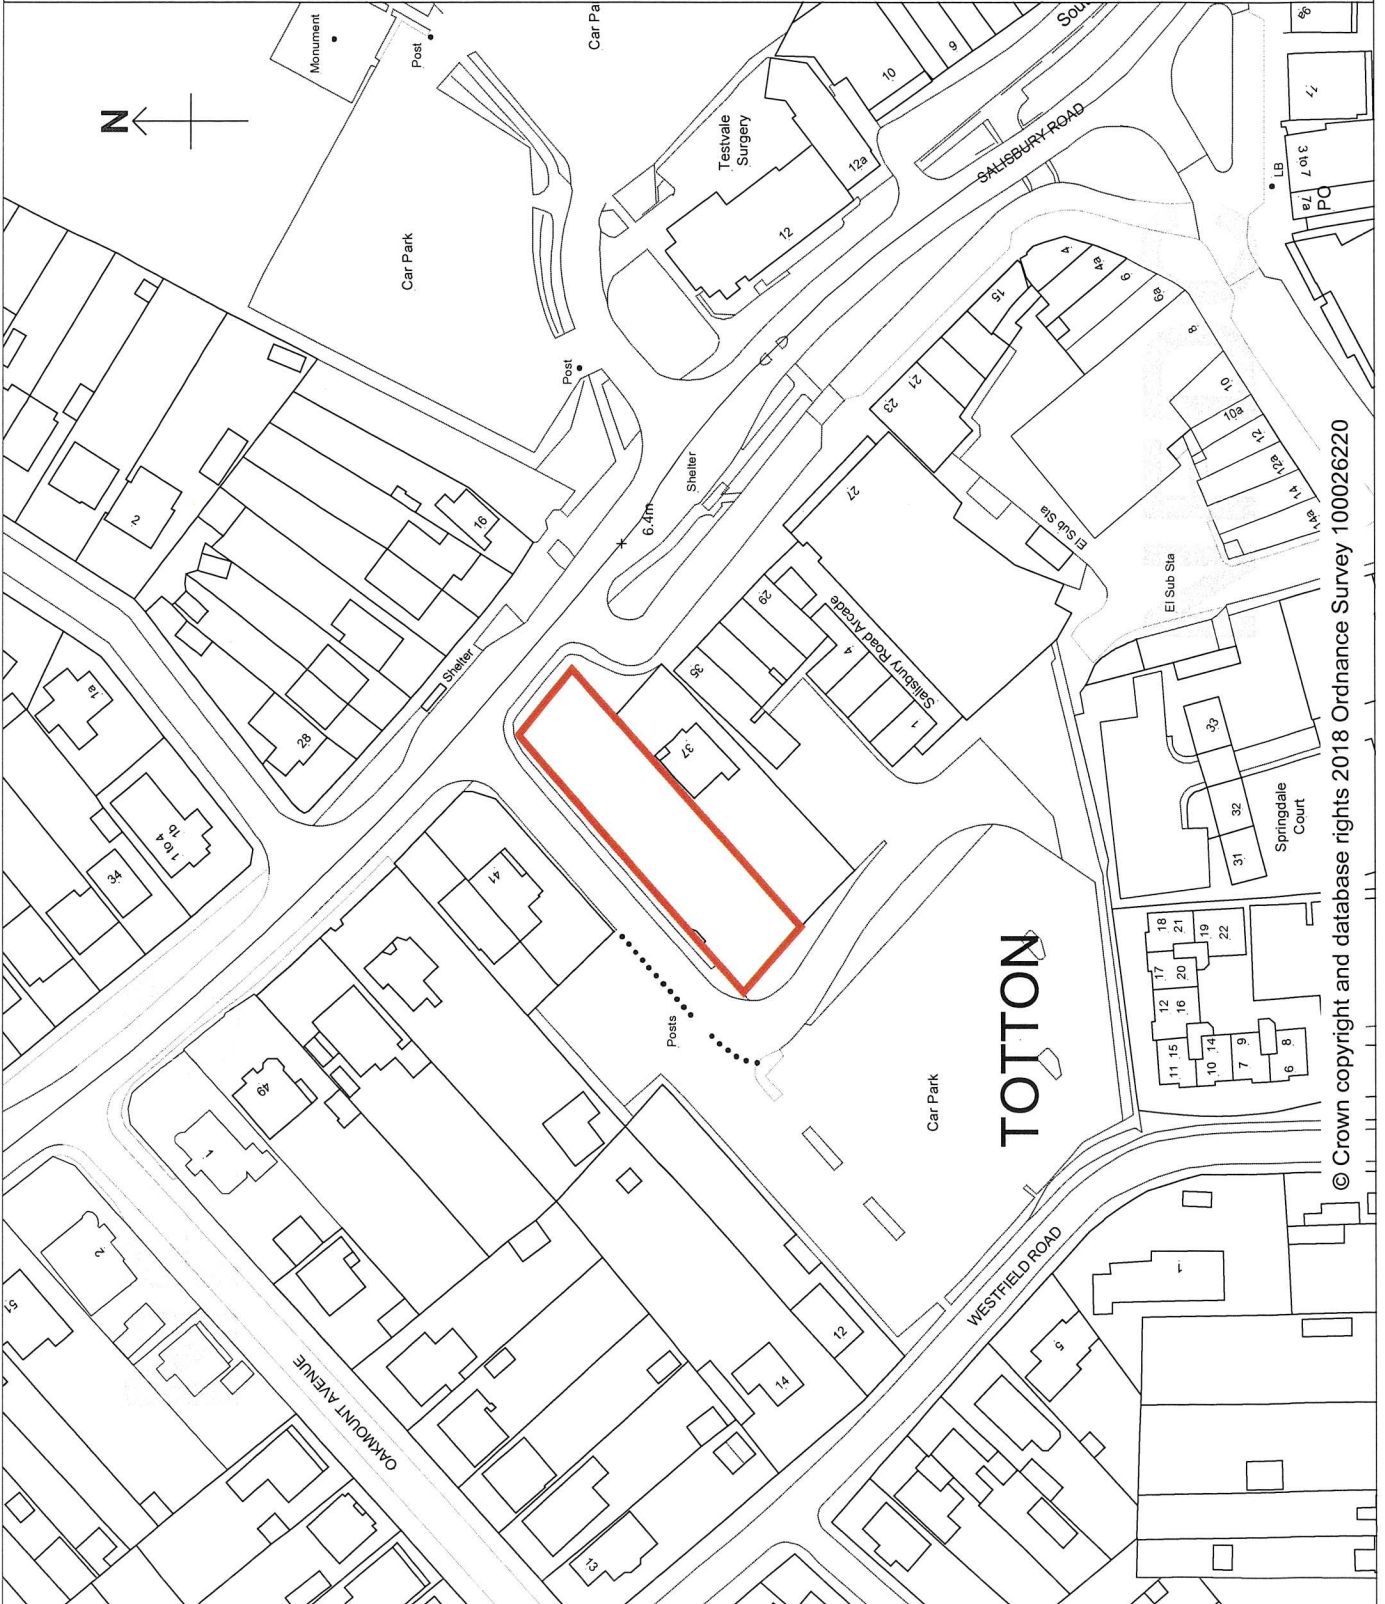 Monument
Post
Car Pa
N
Car Park
Testvale
Surgery
12a
10
9
Sout
SALISBURY ROAD
9a
3 to 7
7a
PO
LB
12
Post
2
16
6.4m
Shelter
15
21
23
27
4
4a
6
6a
8
10
10a
12
12a
14
14a
El Sub Sta
El Sub Sta
Shelter
28
1a
1 to 4
1b
34
29
35
37
4
Salisbury Road Arcade
1
33
32
31
Springdale
Court
41
Posts
49
1
2
51
Car Park
TOTTON
18
21
19
22
17
20
12
16
11
15
10
14
7
9
6
8
OAKMOUNT AVENUE
WESTFIELD ROAD
12
14
13
5
1
© Crown copyright and database rights 2018 Ordnance Survey 100026220